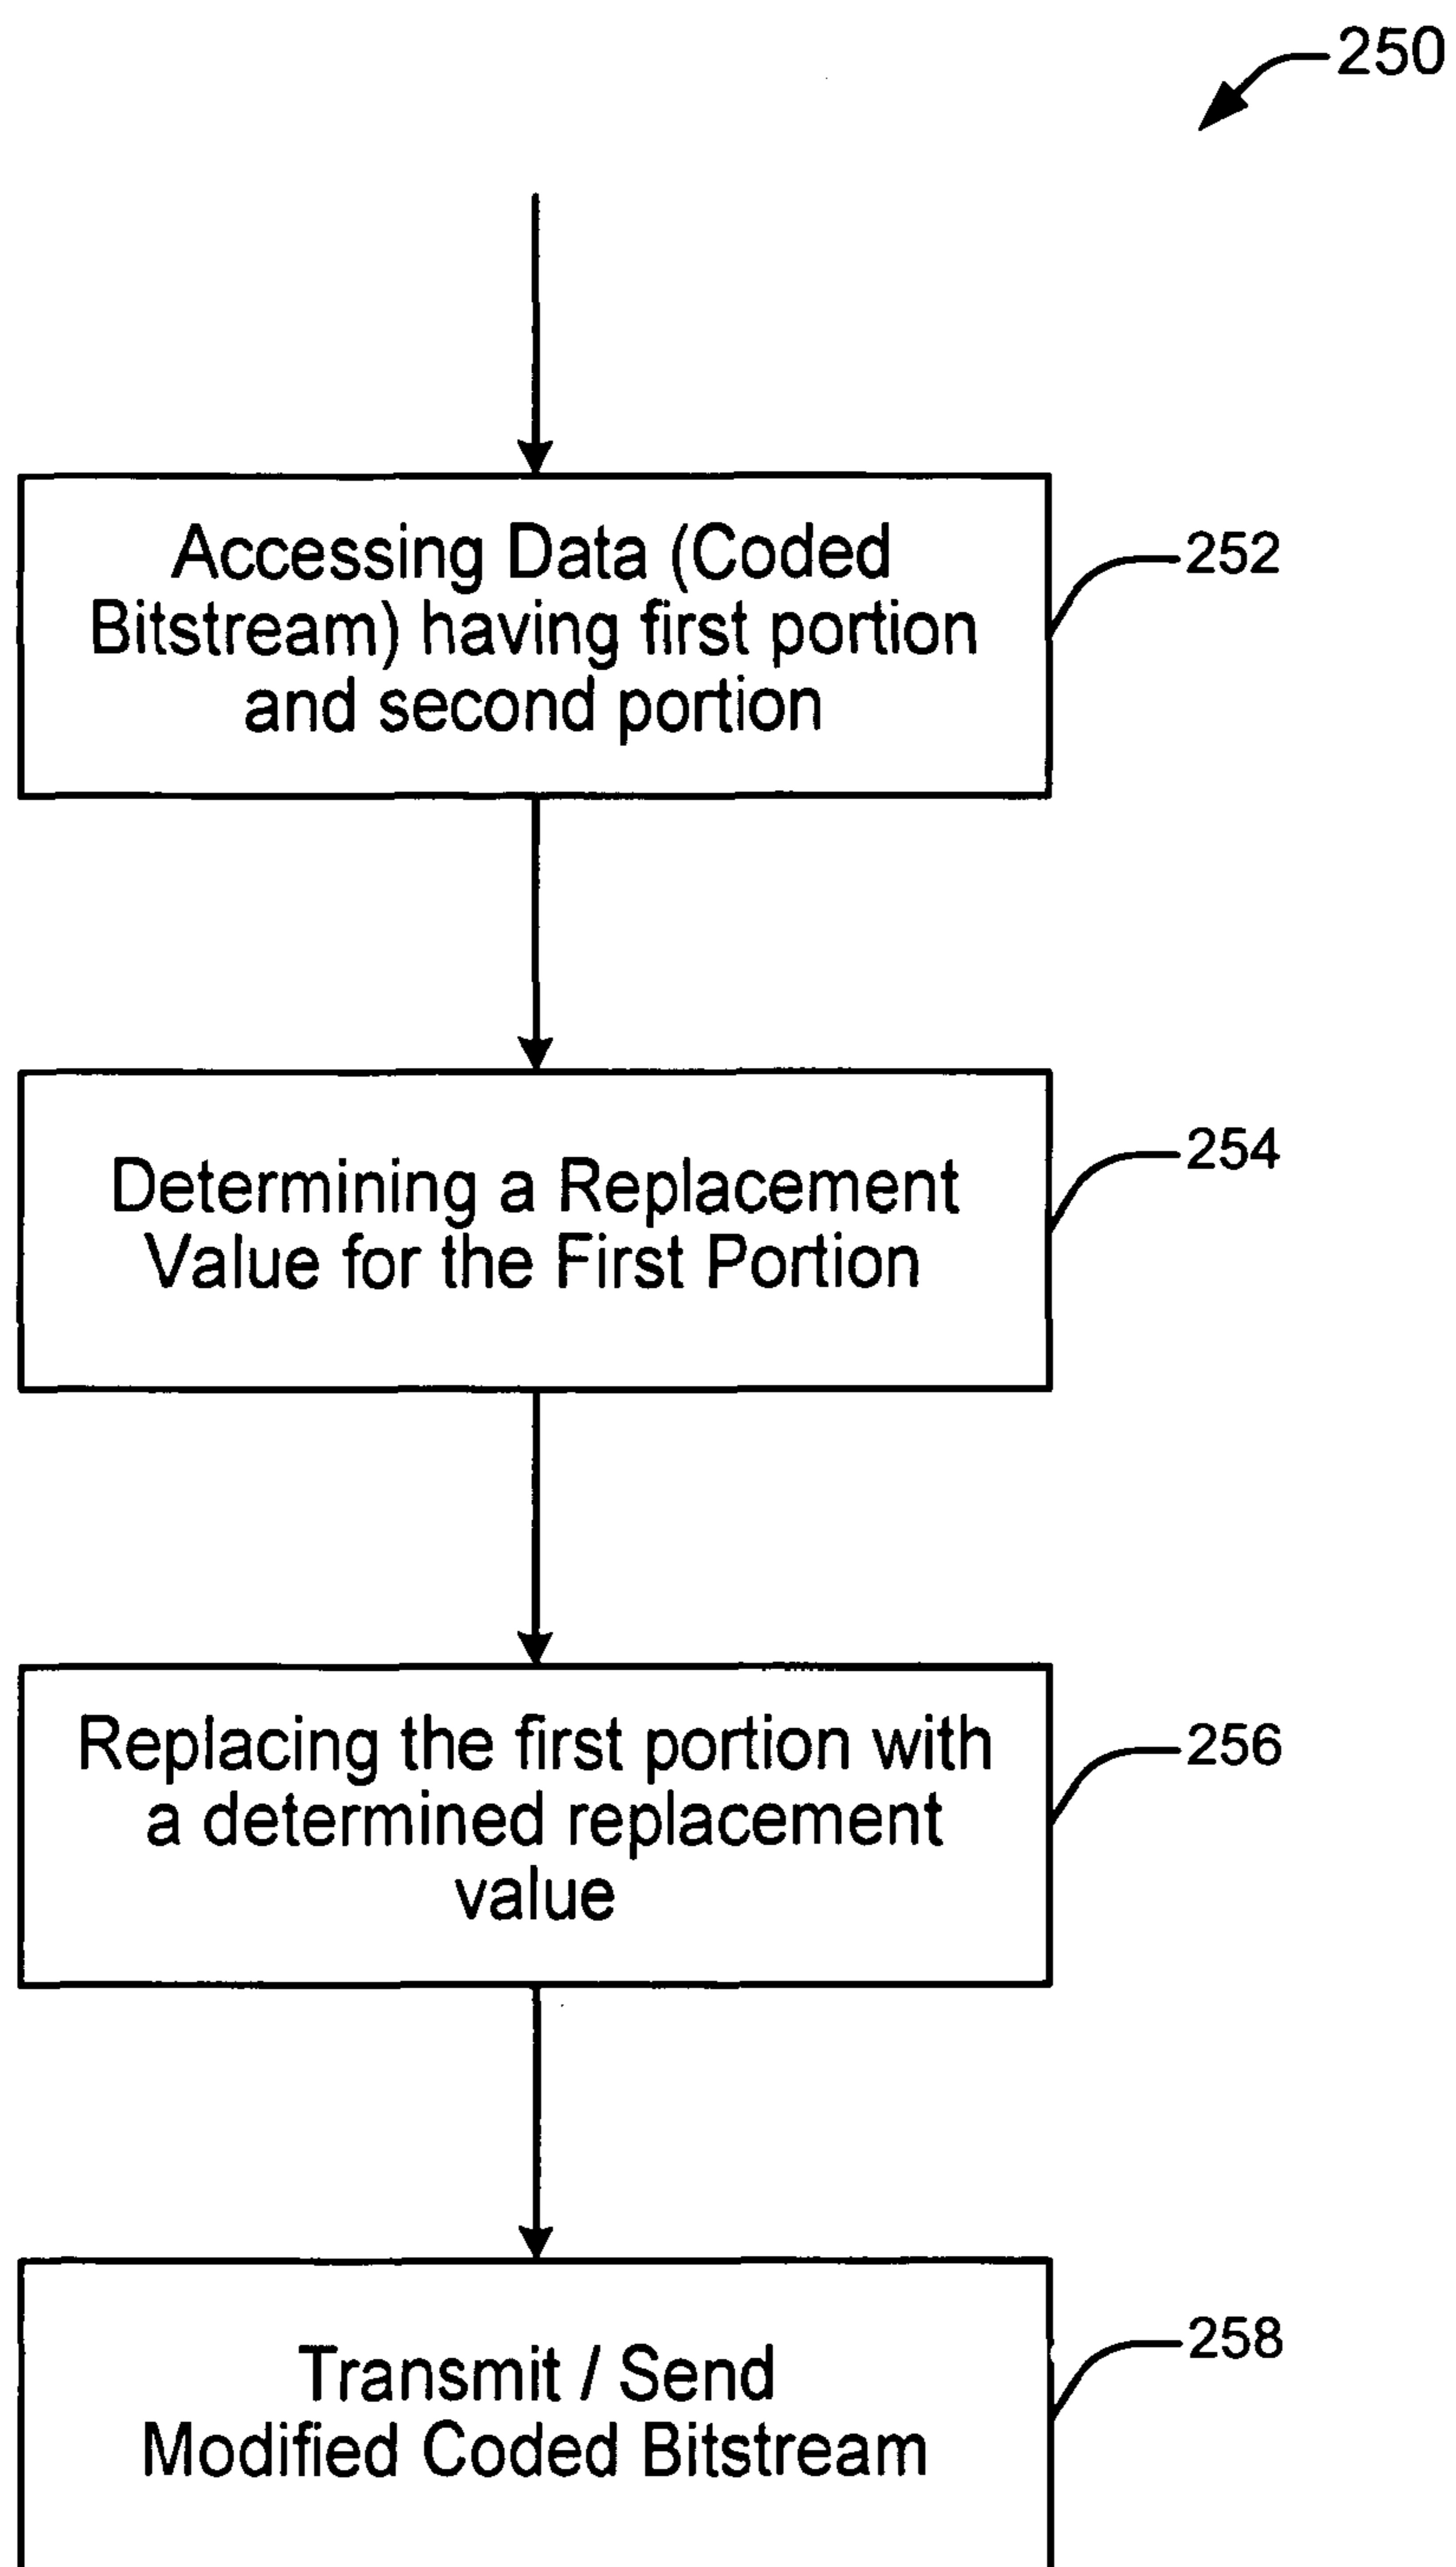 250
Accessing Data (Coded
Bitstream) having first portion
and second portion
252
Determining a Replacement
Value for the First Portion
254
Replacing the first portion with
a determined replacement
value
256
Transmit / Send
Modified Coded Bitstream
258